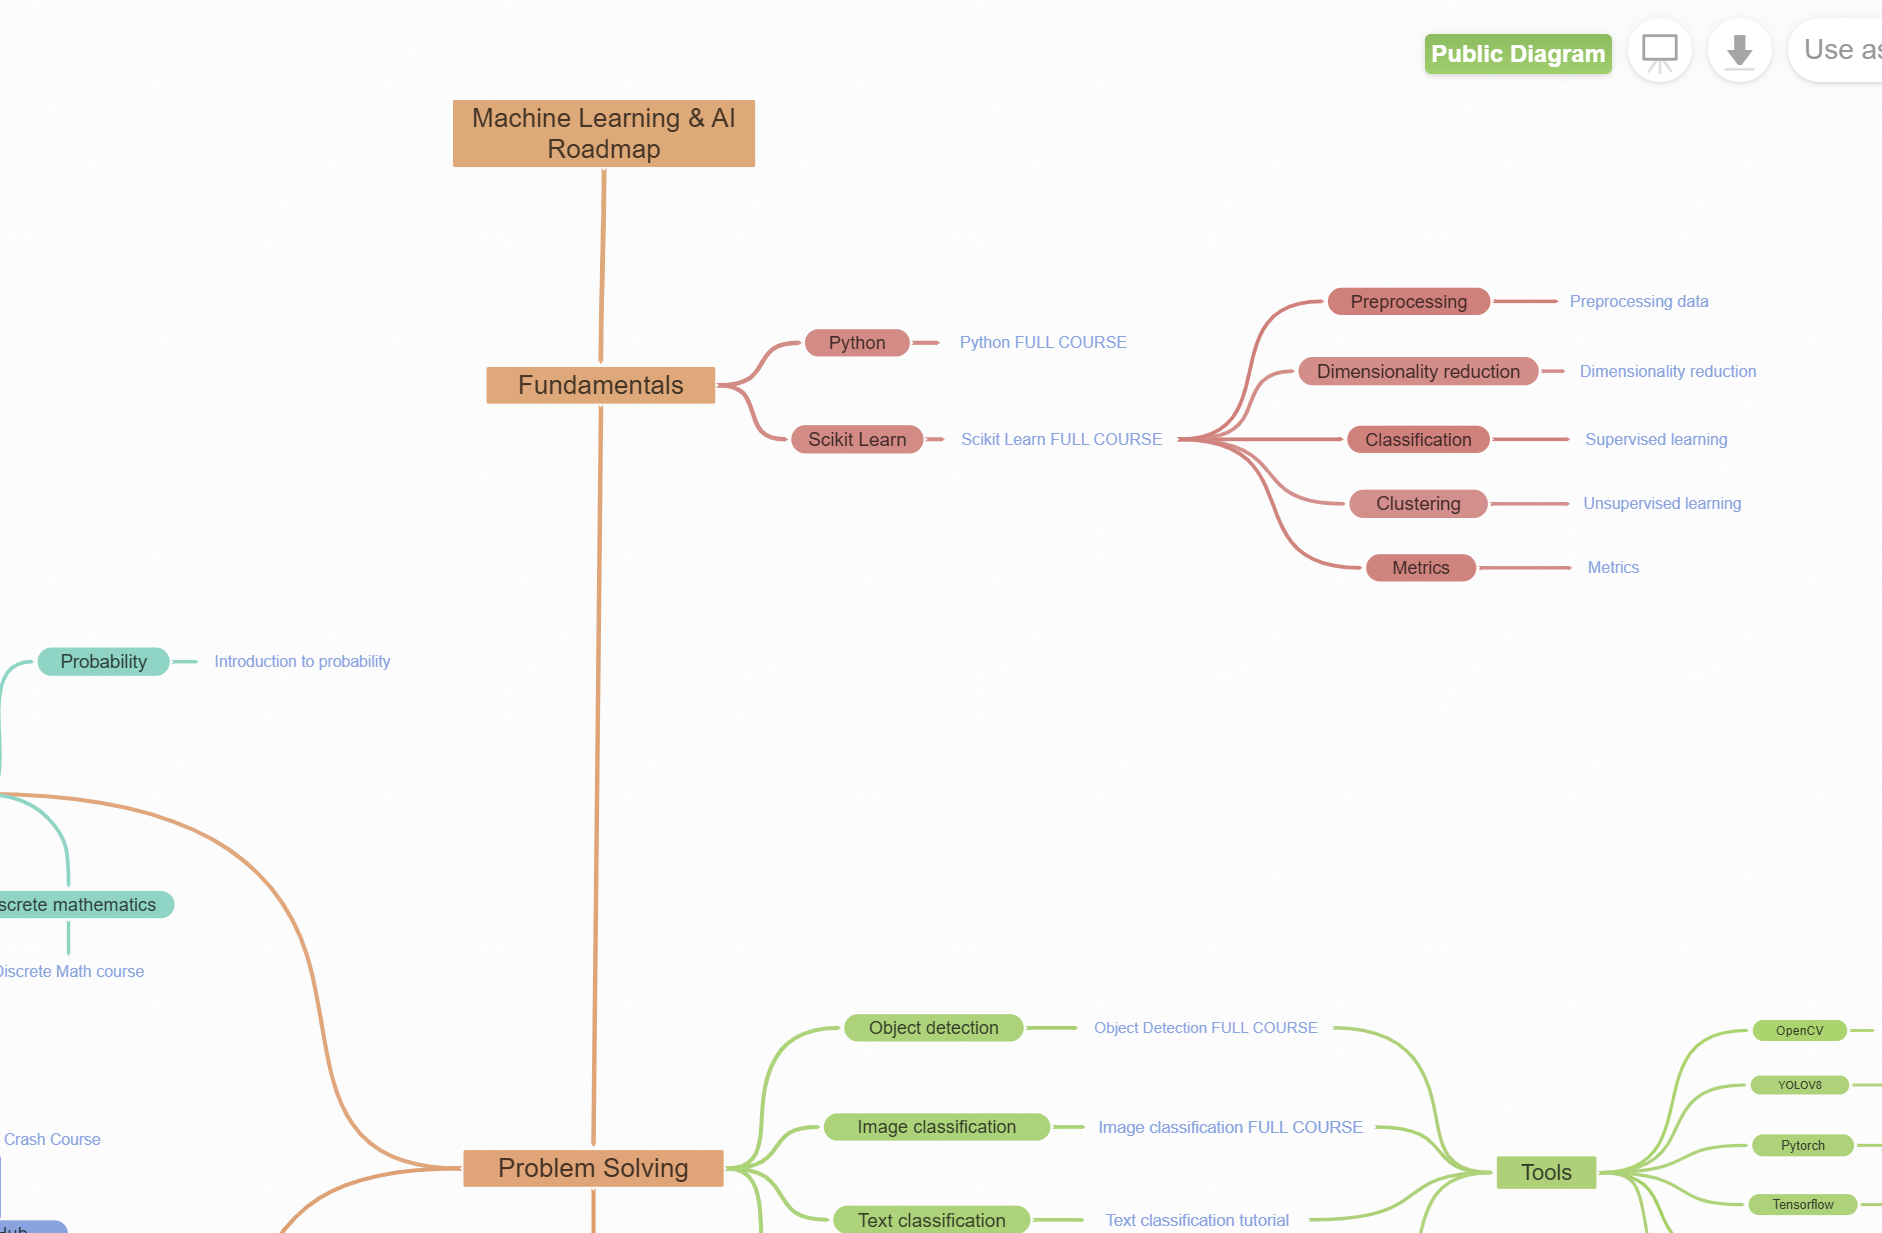 Public Diagram
Use as
Machine Learning & AI
Roadmap
Fundamentals
Python
Python FULL COURSE
Scikit Learn
Scikit Learn FULL COURSE
Preprocessing
Preprocessing data
Dimensionality reduction
Dimensionality reduction
Classification
Supervised learning
Clustering
Unsupervised learning
Metrics
Metrics
Probability
Introduction to probability
screte mathematics
Discrete Math course
Crash Course
Hub
Problem Solving
Object detection
Object Detection FULL COURSE
Image classification
Image classification FULL COURSE
Text classification
Text classification tutorial
Tools
OpenCV
YOLOV8
Pytorch
Tensorflow